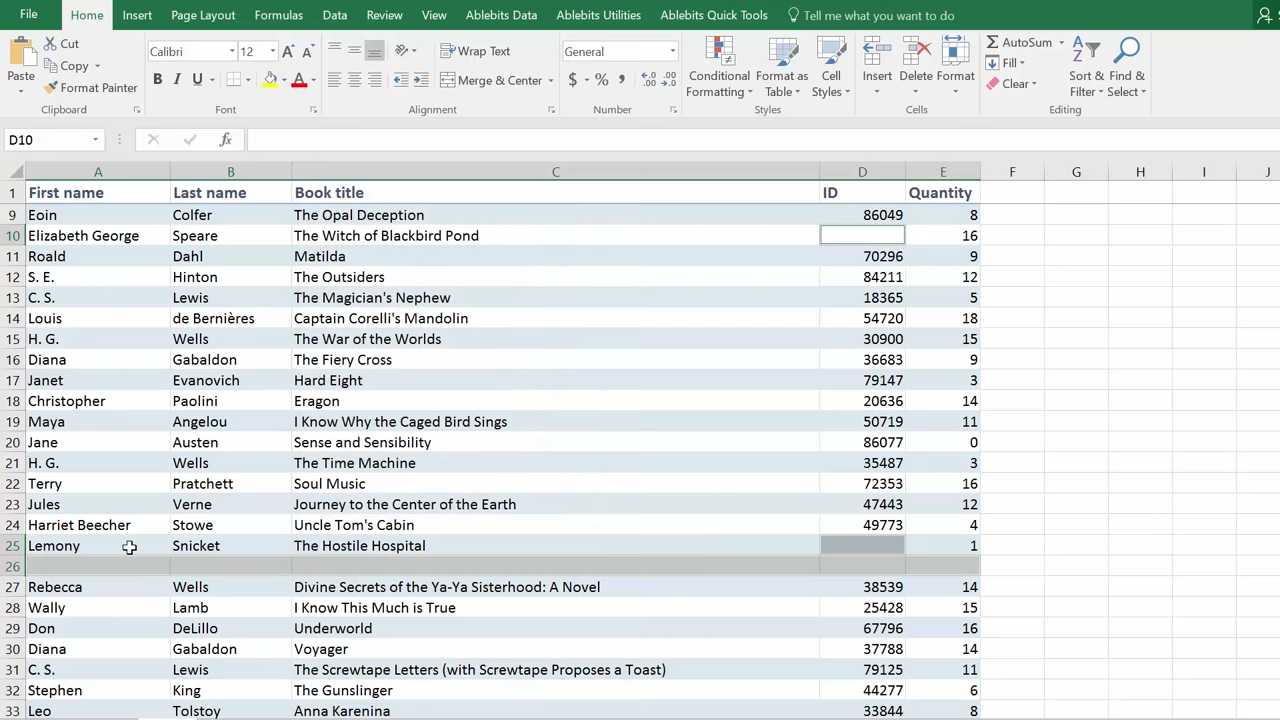 File Home Insert Page Layout Formulas Data Review View Ablebits Data Ablebits Utilities Ablebits Quick Tools Tell me what you want to do
Paste
Cut
Copy
Format Painter
Clipboard
Calibri 12 A A
B I U A
Font
Wrap Text
Merge & Center
Alignment
General
$ % ,
Number
Conditional Formatting
Format as Table
Cell Styles
Styles
Insert Delete Format
Cells
AutoSum
Fill
Clear
Sort & Filter
Find & Select
Editing
D10 fx
A B C D E F G H I J
1 First name Last name Book title ID Quantity
9 Eoin Colfer The Opal Deception 86049 8
10 Elizabeth George Speare The Witch of Blackbird Pond 16
11 Roald Dahl Matilda 70296 9
12 S. E. Hinton The Outsiders 84211 12
13 C. S. Lewis The Magician's Nephew 18365 5
14 Louis de Bernières Captain Corelli's Mandolin 54720 18
15 H. G. Wells The War of the Worlds 30900 15
16 Diana Gabaldon The Fiery Cross 36683 9
17 Janet Evanovich Hard Eight 79147 3
18 Christopher Paolini Eragon 20636 14
19 Maya Angelou I Know Why the Caged Bird Sings 50719 11
20 Jane Austen Sense and Sensibility 86077 0
21 H. G. Wells The Time Machine 35487 3
22 Terry Pratchett Soul Music 72353 16
23 Jules Verne Journey to the Center of the Earth 47443 12
24 Harriet Beecher Stowe Uncle Tom's Cabin 49773 4
25 Lemony Snicket The Hostile Hospital 1
26
27 Rebecca Wells Divine Secrets of the Ya-Ya Sisterhood: A Novel 38539 14
28 Wally Lamb I Know This Much is True 25428 15
29 Don DeLillo Underworld 67796 16
30 Diana Gabaldon Voyager 37788 14
31 C. S. Lewis The Screwtape Letters (with Screwtape Proposes a Toast) 79125 11
32 Stephen King The Gunslinger 44277 6
33 Leo Tolstoy Anna Karenina 33844 8